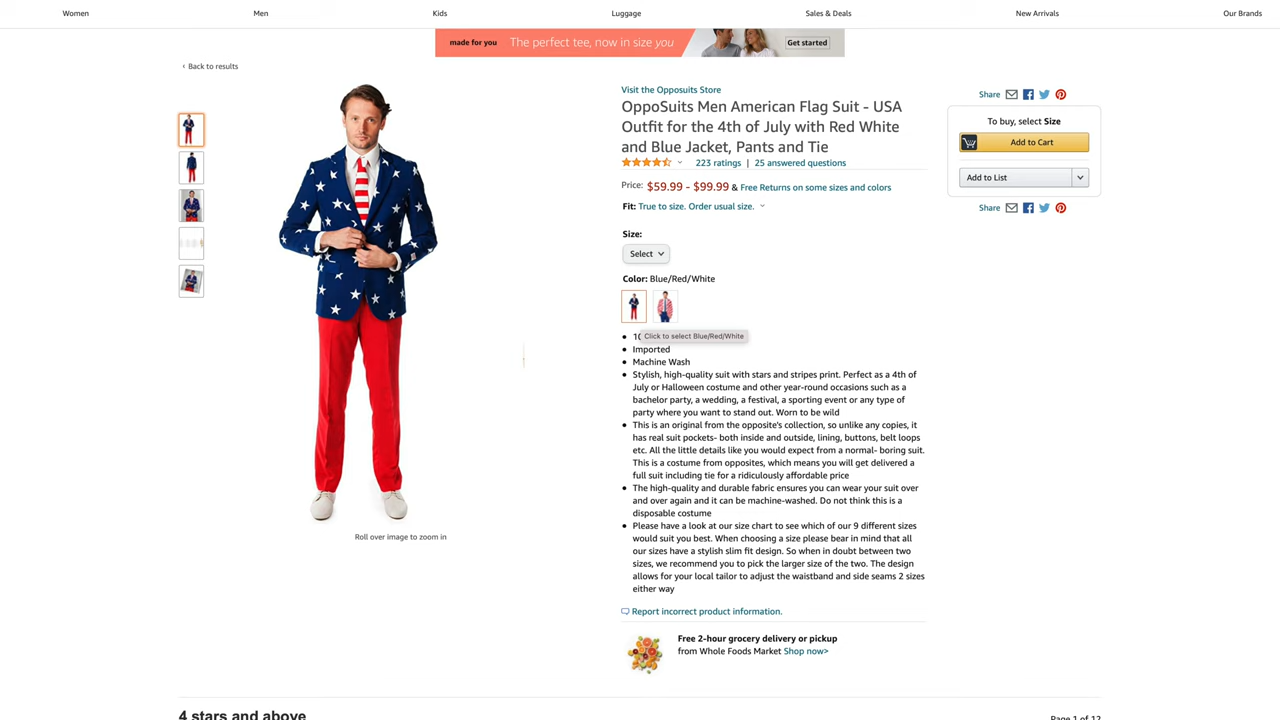 Women Men Kids Luggage Sales & Deals New Arrivals Our Brands
made for you The perfect tee, now in size you Get started
‹ Back to results
Visit the Opposuits Store
OppoSuits Men American Flag Suit - USA
Outfit for the 4th of July with Red White
and Blue Jacket, Pants and Tie
223 ratings | 25 answered questions
Price: $59.99 - $99.99 & Free Returns on some sizes and colors
Fit: True to size. Order usual size.
Size:
Select
Color: Blue/Red/White
Click to select Blue/Red/White
• Imported
• Machine Wash
• Stylish, high-quality suit with stars and stripes print. Perfect as a 4th of
July or Halloween costume and other year-round occasions such as a
bachelor party, a wedding, a festival, a sporting event or any type of
party where you want to stand out. Worn to be wild
• This is an original from the opposite's collection, so unlike any copies, it
has real suit pockets- both inside and outside, lining, buttons, belt loops
etc. All the little details like you would expect from a normal- boring suit.
This is a costume from opposites, which means you will get delivered a
full suit including tie for a ridiculously affordable price
• The high-quality and durable fabric ensures you can wear your suit over
and over again and it can be machine-washed. Do not think this is a
disposable costume
• Please have a look at our size chart to see which of our 9 different sizes
would suit you best. When choosing a size please bear in mind that all
our sizes have a stylish slim fit design. So when in doubt between two
sizes, we recommend you to pick the larger size of the two. The design
allows for your local tailor to adjust the waistband and side seams 2 sizes
either way
Report incorrect product information.
Free 2-hour grocery delivery or pickup
from Whole Foods Market Shop now>
Share
To buy, select Size
Add to Cart
Add to List
Share
Roll over image to zoom in
4 stars and above
Page 1 of 12